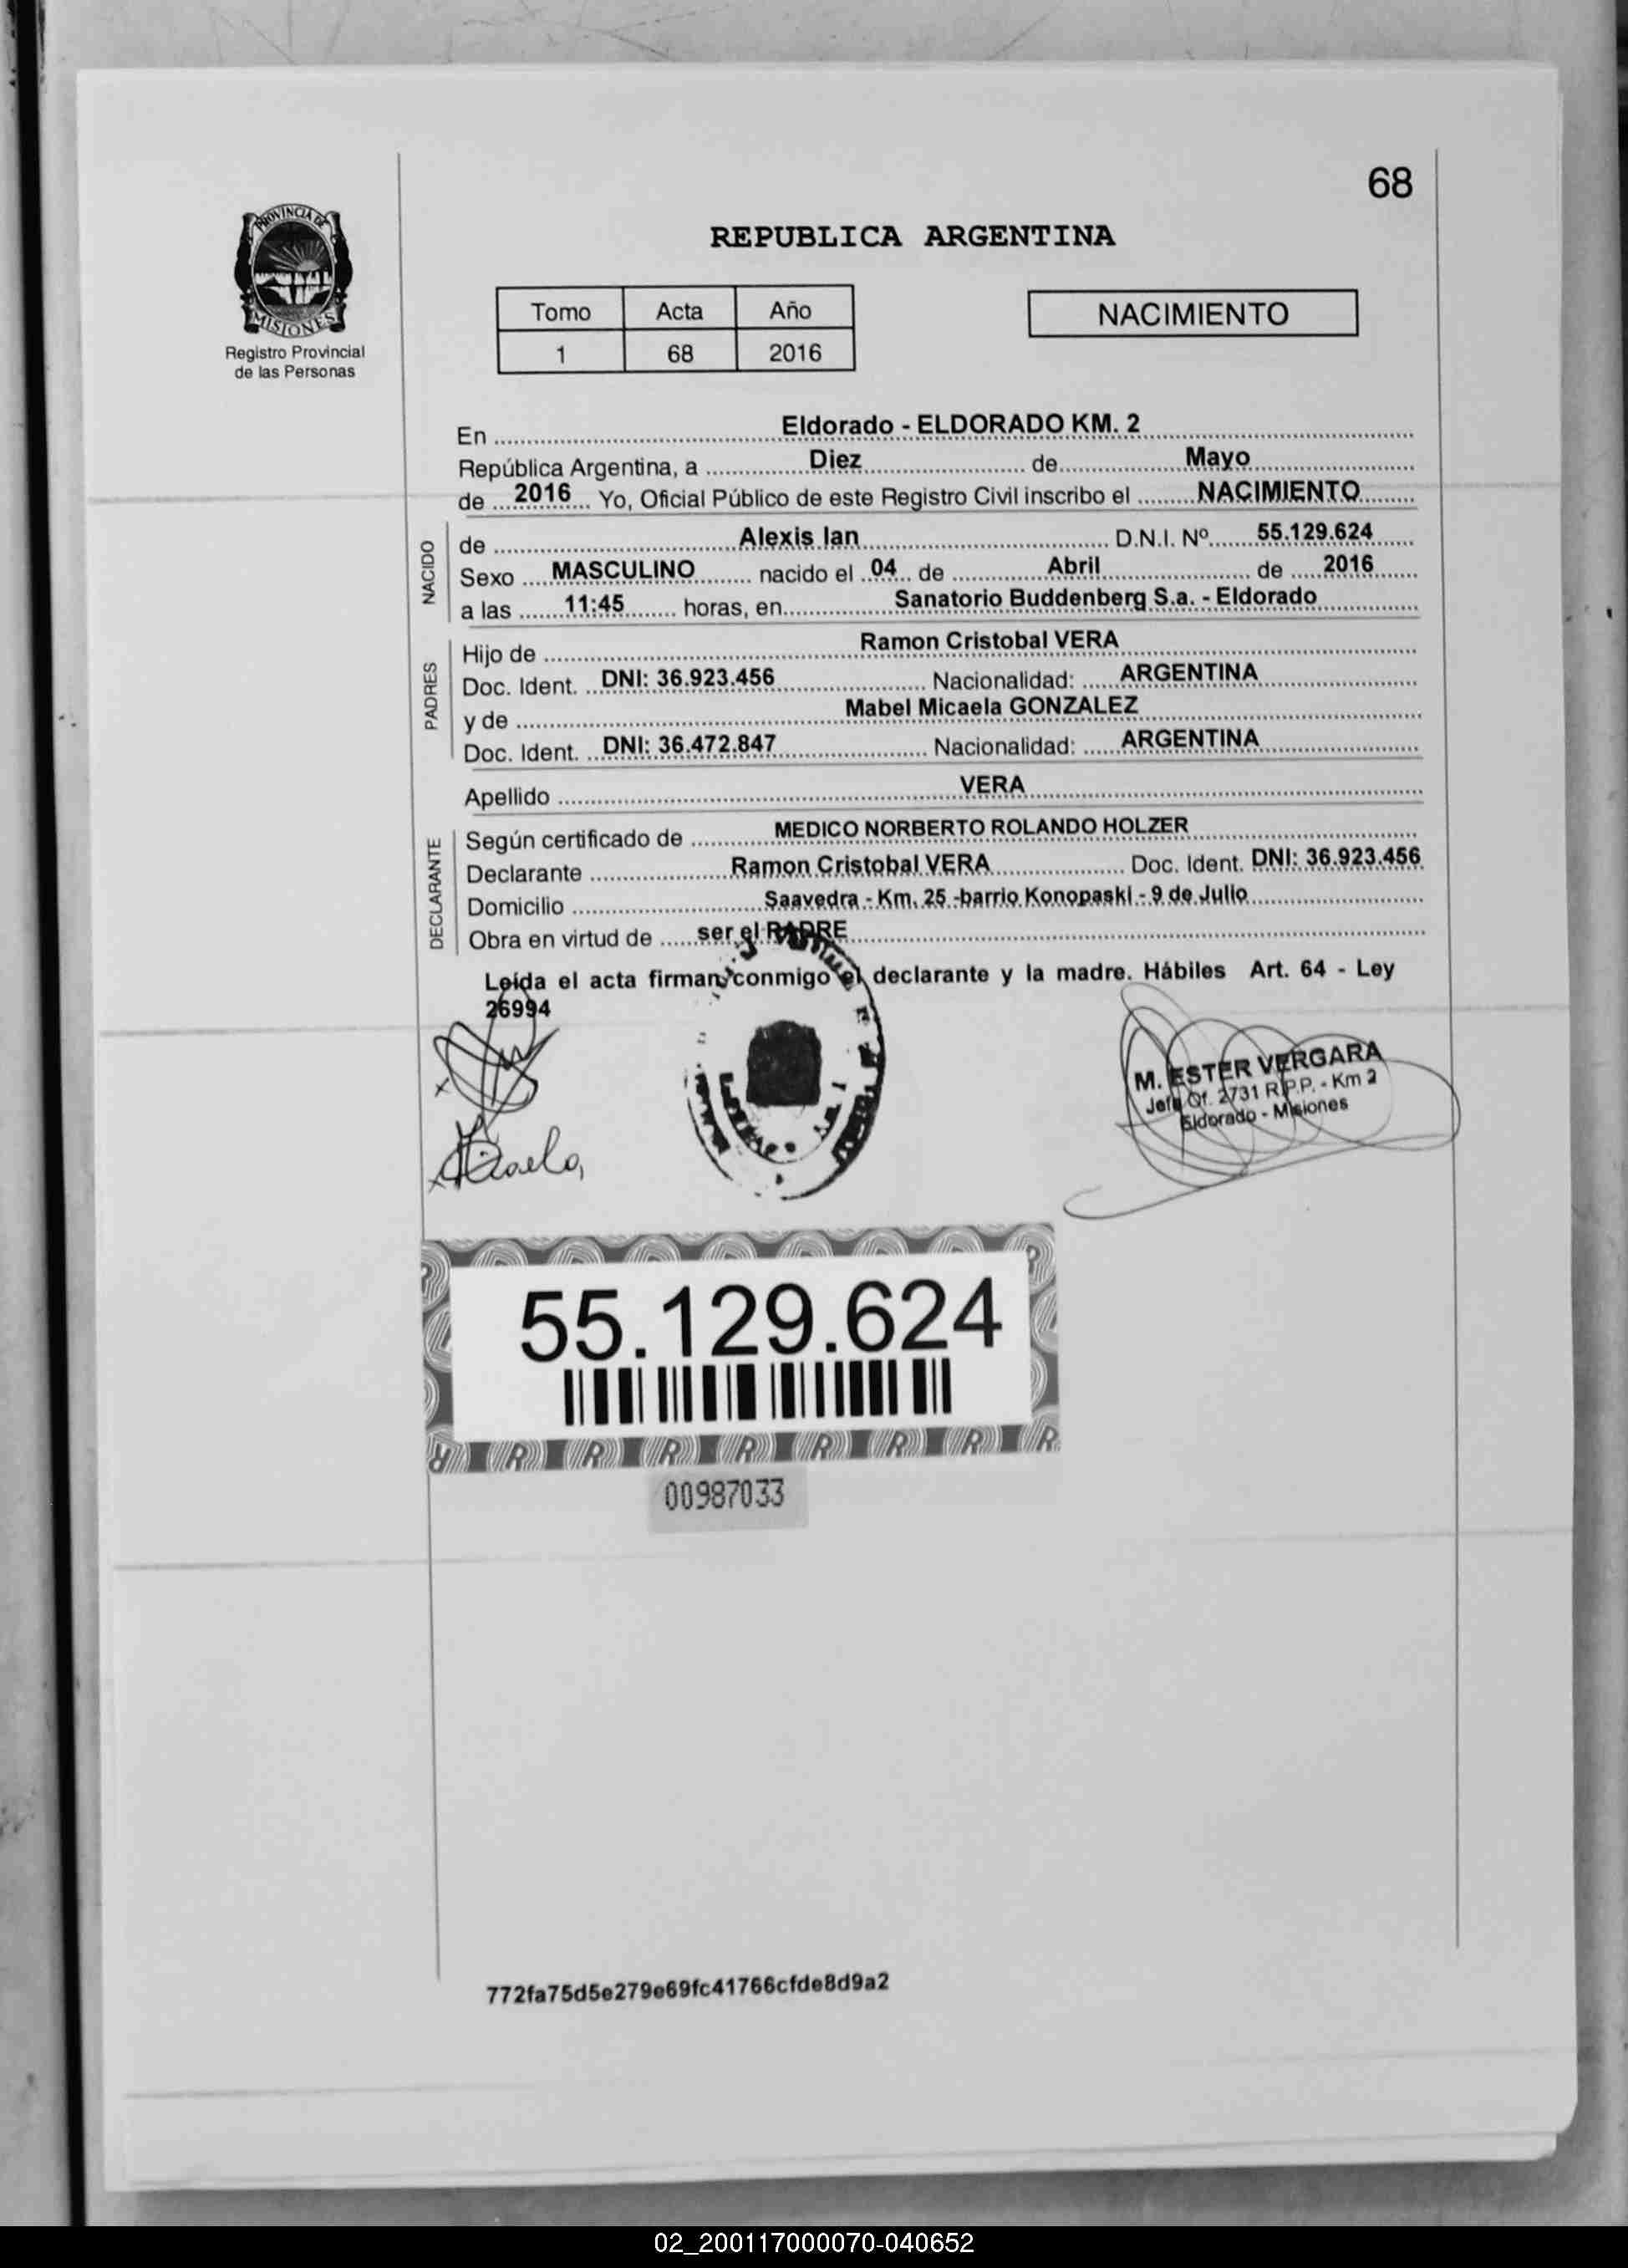 68
PROVINCIA DE
MISIONES
Registro Provincial
de las Personas
REPUBLICA ARGENTINA
Tomo Acta Año
1 68 2016
NACIMIENTO
En Eldorado - ELDORADO KM. 2
República Argentina, a Diez de Mayo
de 2016 Yo, Oficial Público de este Registro Civil inscribo el NACIMIENTO
NACIDO
de Alexis Ian D.N.I. Nº 55.129.624
Sexo MASCULINO nacido el 04 de Abril de 2016
a las 11:45 horas, en Sanatorio Buddenberg S.a. - Eldorado
PADRES
Hijo de Ramon Cristobal VERA
Doc. Ident. DNI: 36.923.456 Nacionalidad: ARGENTINA
y de Mabel Micaela GONZALEZ
Doc. Ident. DNI: 36.472.847 Nacionalidad: ARGENTINA
Apellido VERA
DECLARANTE
Según certificado de MEDICO NORBERTO ROLANDO HOLZER
Declarante Ramon Cristobal VERA Doc. Ident. DNI: 36.923.456
Domicilio Saavedra - Km. 25 -barrio Konopaski - 9 de Julio
Obra en virtud de ser el PADRE
Leída el acta firman conmigo el declarante y la madre. Hábiles Art. 64 - Ley
26994
M. ESTER VERGARA
Jefe Of. 2731 R.P.P. - Km 2
Eldorado - Misiones
55.129.624
00987033
772fa75d5e279e69fc41766cfde8d9a2
02_200117000070-040652